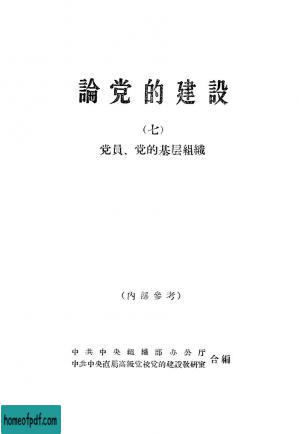 論党的建設
(七)
党員、党的基层組織
(內部參考)
中共中央組織部办公厅
中共中央直屬高級党校党的建設教研室 合編
homeofpdf.com